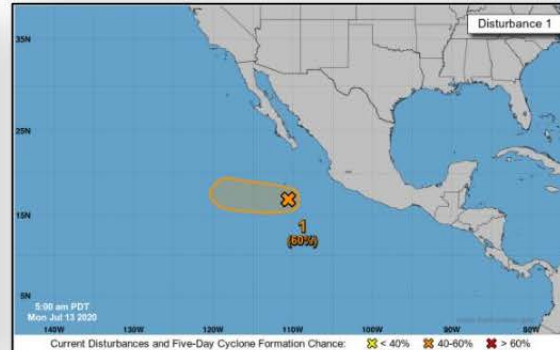 Disturbance 1
35N
25N
15N
5N
1
(60%)
5:00 am PDT
Mon Jul 13 2020
140W 130W 120W 110W 100W 90W 80W
Current Disturbances and Five-Day Cyclone Formation Chance: < 40% 40-60% > 60%